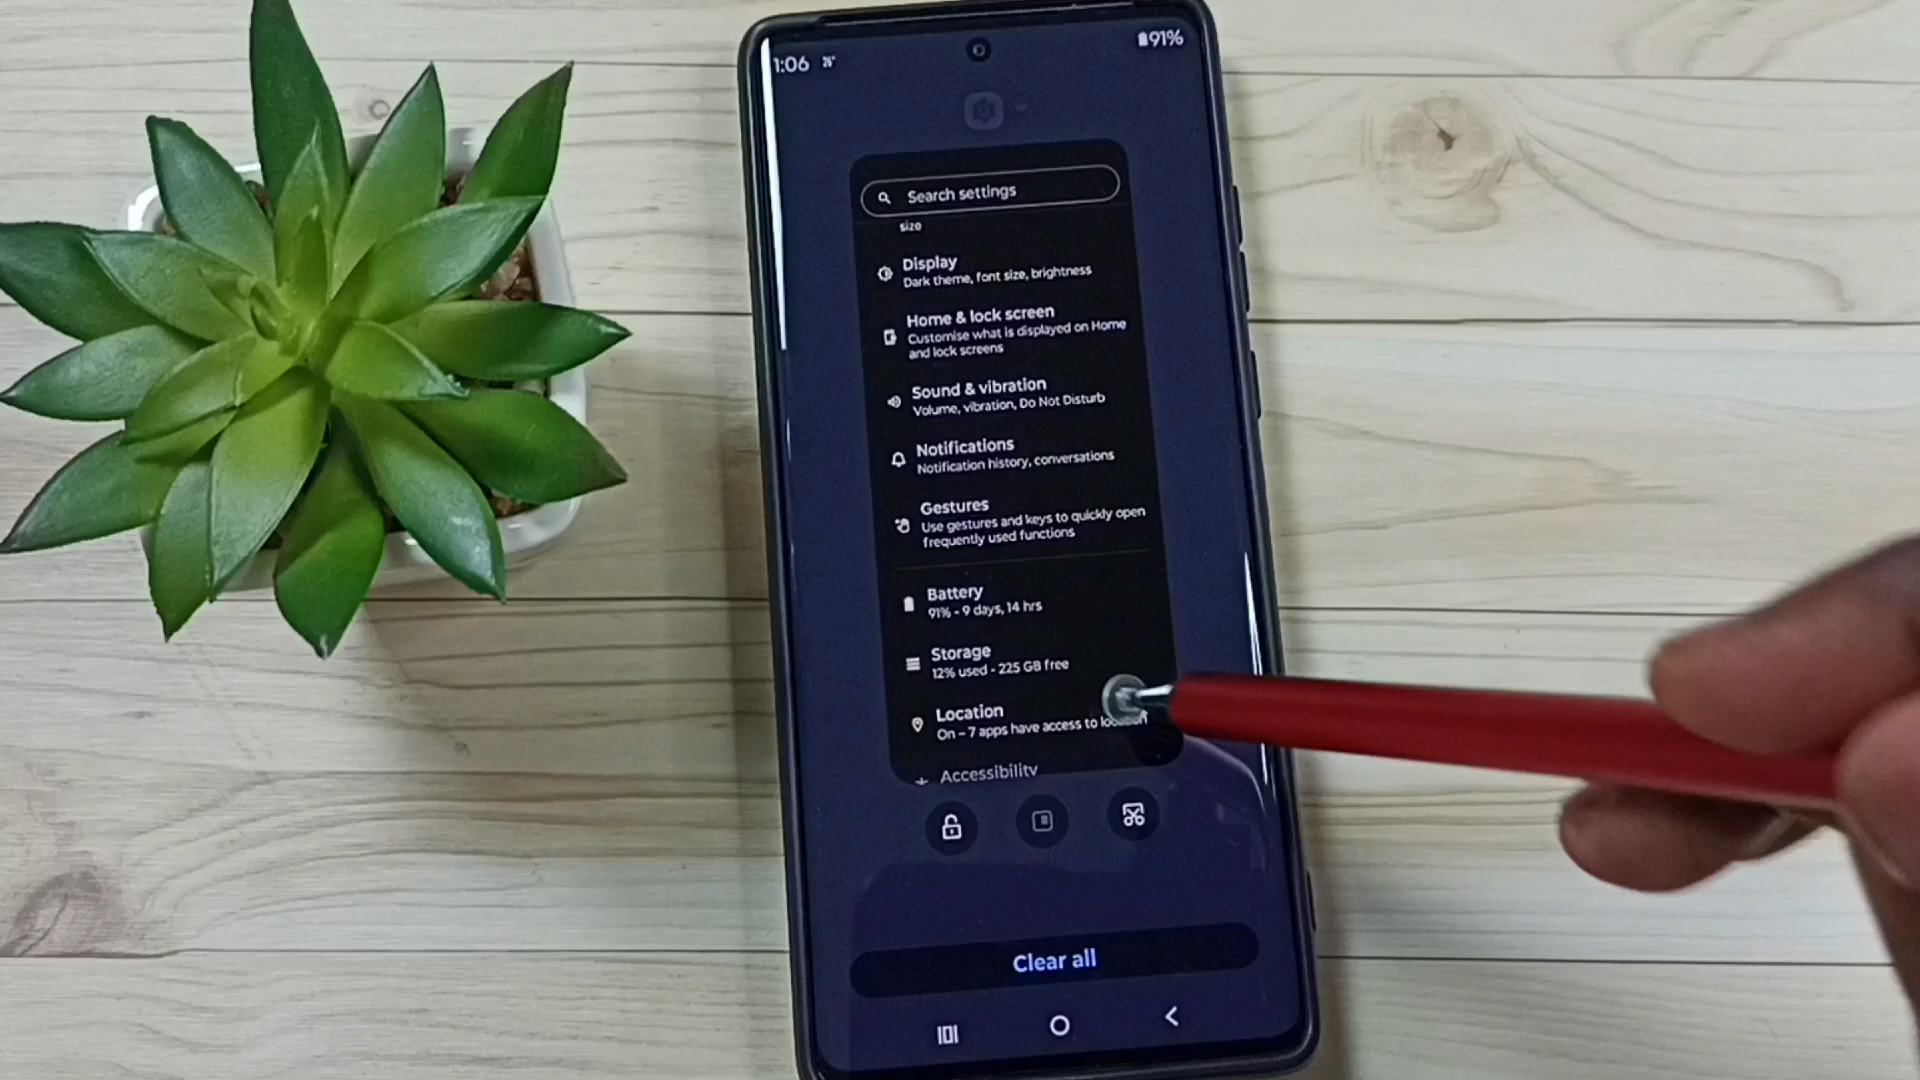 1:06 26° 91%
Search settings
size
Display
Dark theme, font size, brightness
Home & lock screen
Customise what is displayed on Home
and lock screens
Sound & vibration
Volume, vibration, Do Not Disturb
Notifications
Notification history, conversations
Gestures
Use gestures and keys to quickly open
frequently used functions
Battery
91% - 9 days, 14 hrs
Storage
12% used - 225 GB free
Location
On – 7 apps have access to location
Accessibility
Clear all